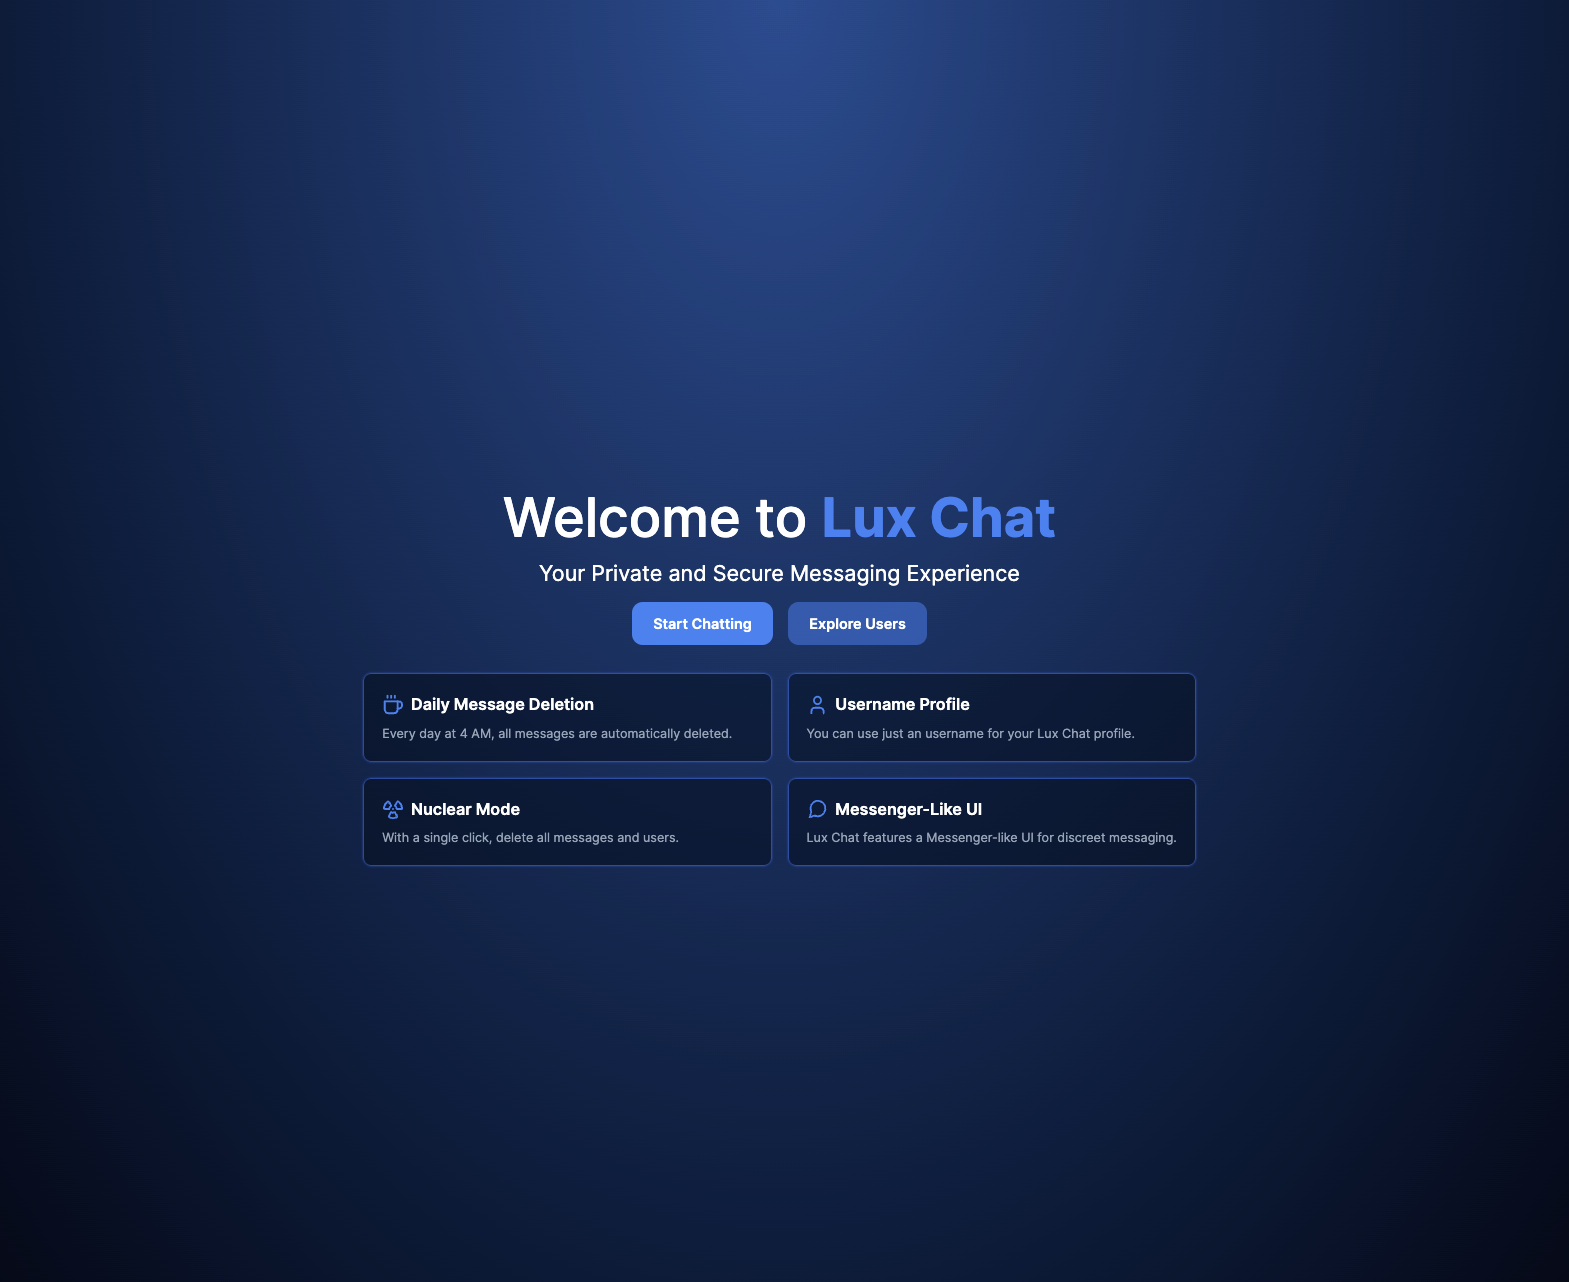 Welcome to Lux Chat
Your Private and Secure Messaging Experience
Start Chatting
Explore Users
Daily Message Deletion
Every day at 4 AM, all messages are automatically deleted.
Username Profile
You can use just an username for your Lux Chat profile.
Nuclear Mode
With a single click, delete all messages and users.
Messenger-Like UI
Lux Chat features a Messenger-like UI for discreet messaging.